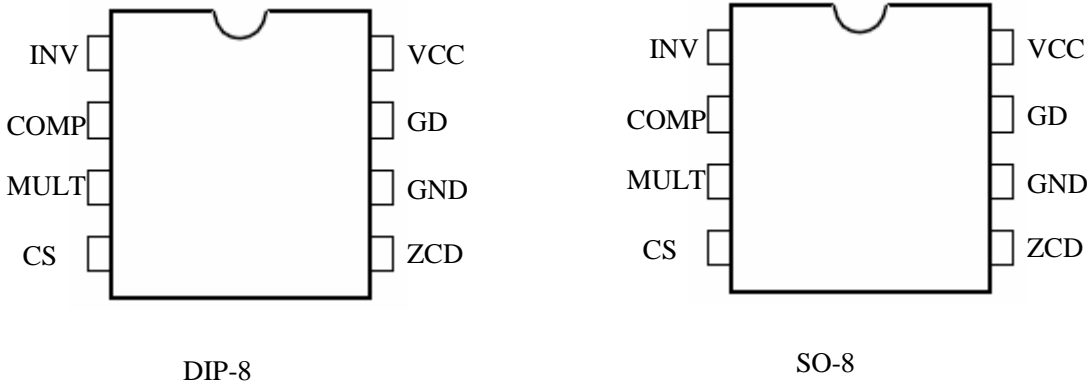 INV VCC
COMP GD
MULT GND
CS ZCD
DIP-8
INV VCC
COMP GD
MULT GND
CS ZCD
SO-8